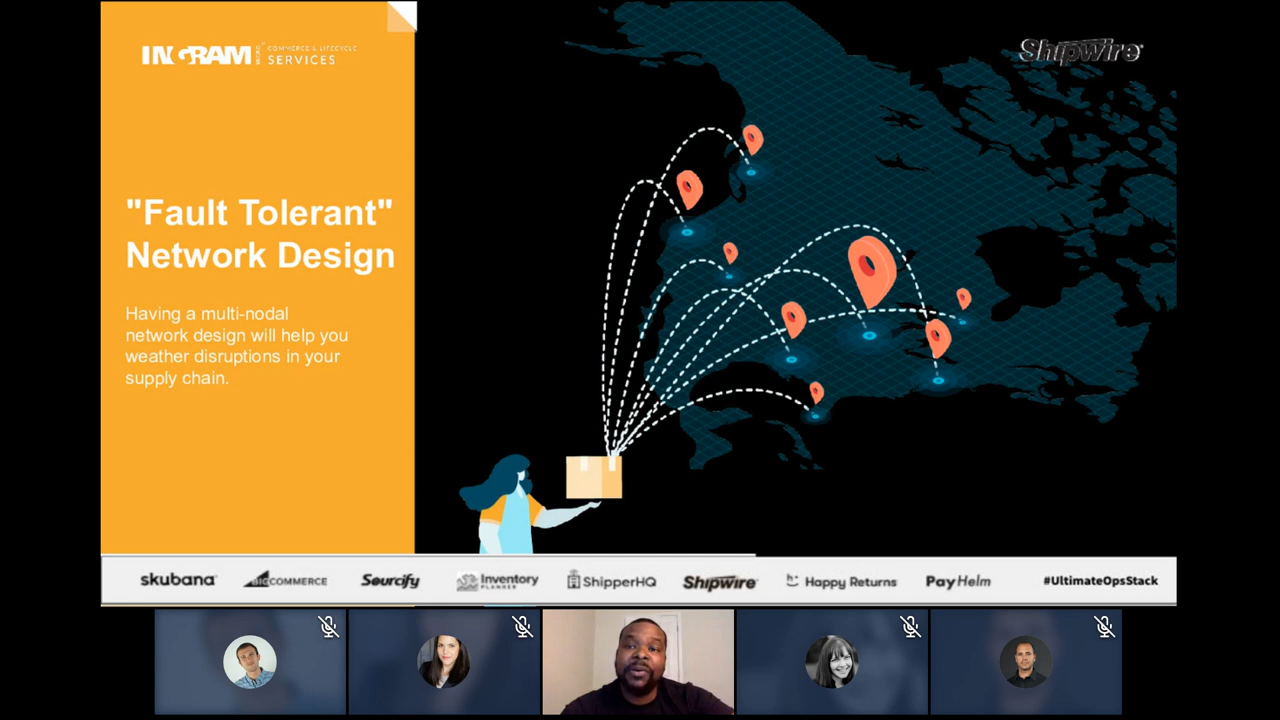 INGRAM MICRO COMMERCE & LIFECYCLE
SERVICES
Shipwire
"Fault Tolerant"
Network Design
Having a multi-nodal
network design will help you
weather disruptions in your
supply chain.
skubana BIGCOMMERCE Sourcify Inventory PLANNER ShipperHQ Shipwire Happy Returns PayHelm #UltimateOpsStack